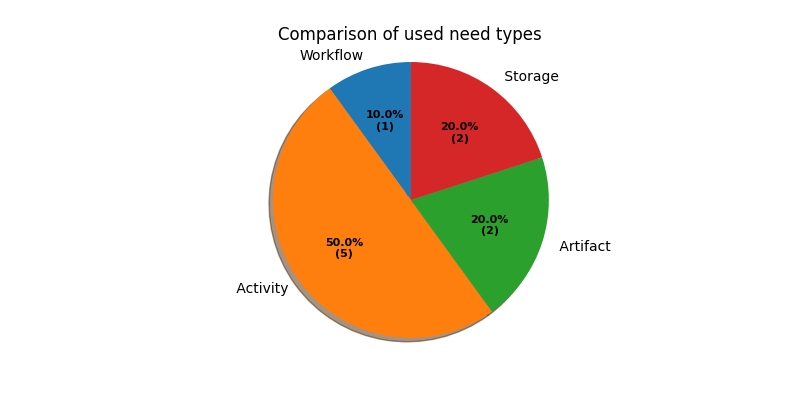 Comparison of used need types
Workflow
Storage
10.0%
(1)
20.0%
(2)
20.0%
(2)
Artifact
50.0%
(5)
Activity